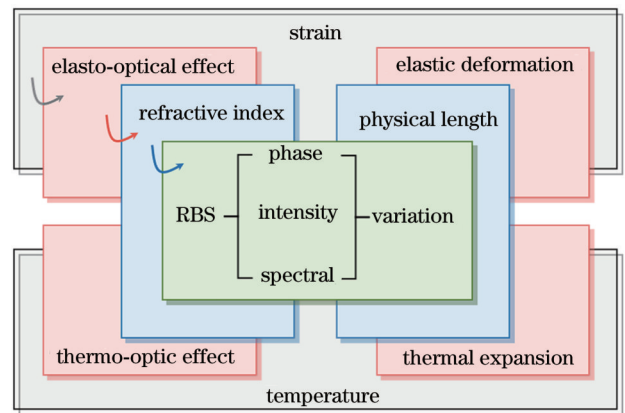 strain
elasto-optical effect
elastic deformation
refractive index
physical length
phase
RBS
intensity
variation
spectral
thermo-optic effect
thermal expansion
temperature